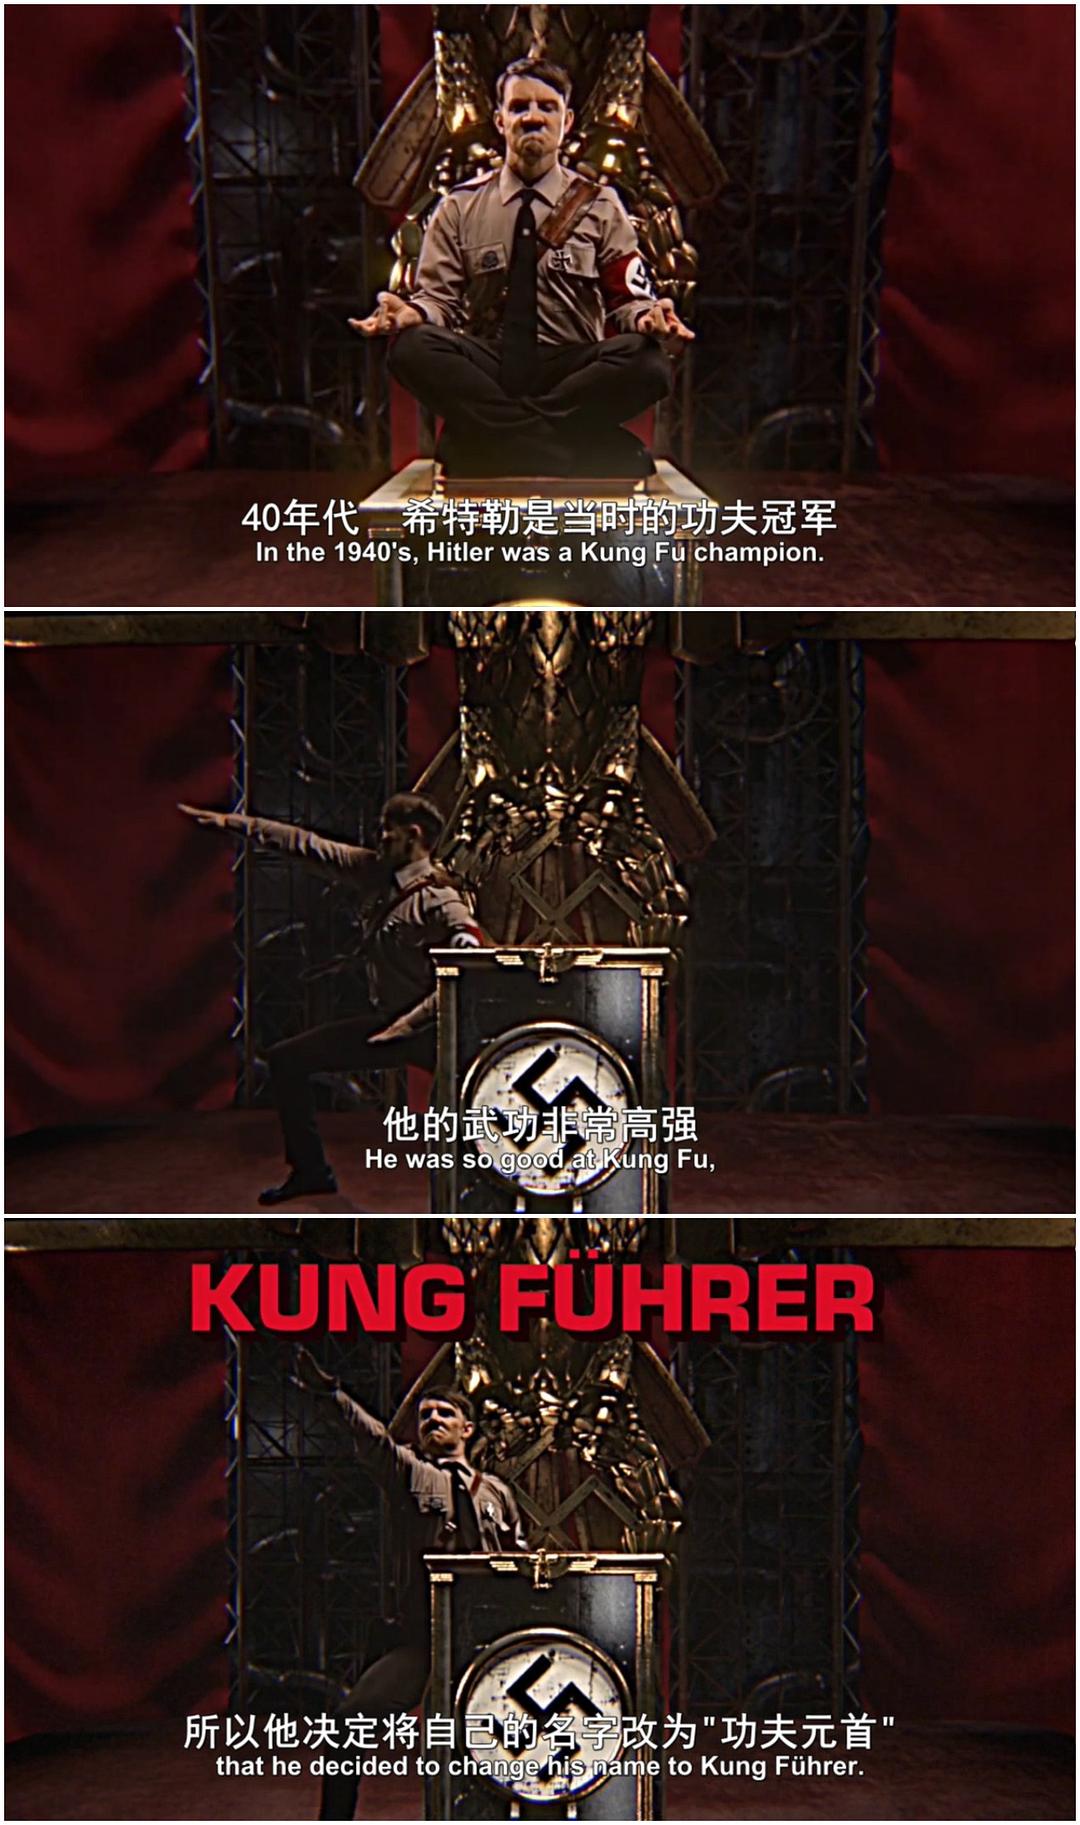 40年代 希特勒是当时的功夫冠军
In the 1940's, Hitler was a Kung Fu champion.
他的武功非常高强
He was so good at Kung Fu,
KUNG FÜHRER
所以他决定将自己的名字改为"功夫元首"
that he decided to change his name to Kung Führer.